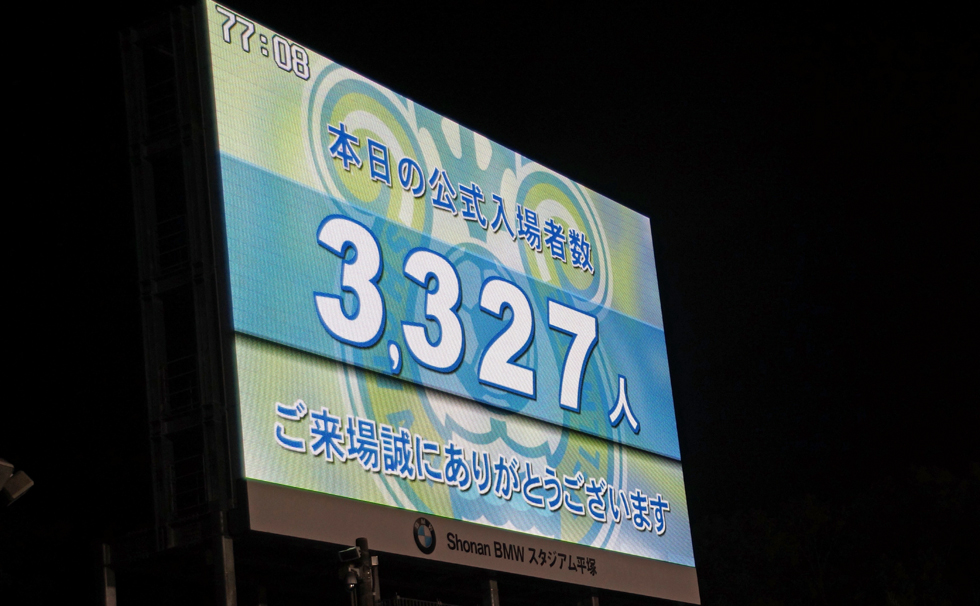 77:08
本日の公式入場者数
3,327人
ご来場誠にありがとうございます
Shonan BMW スタジアム平塚